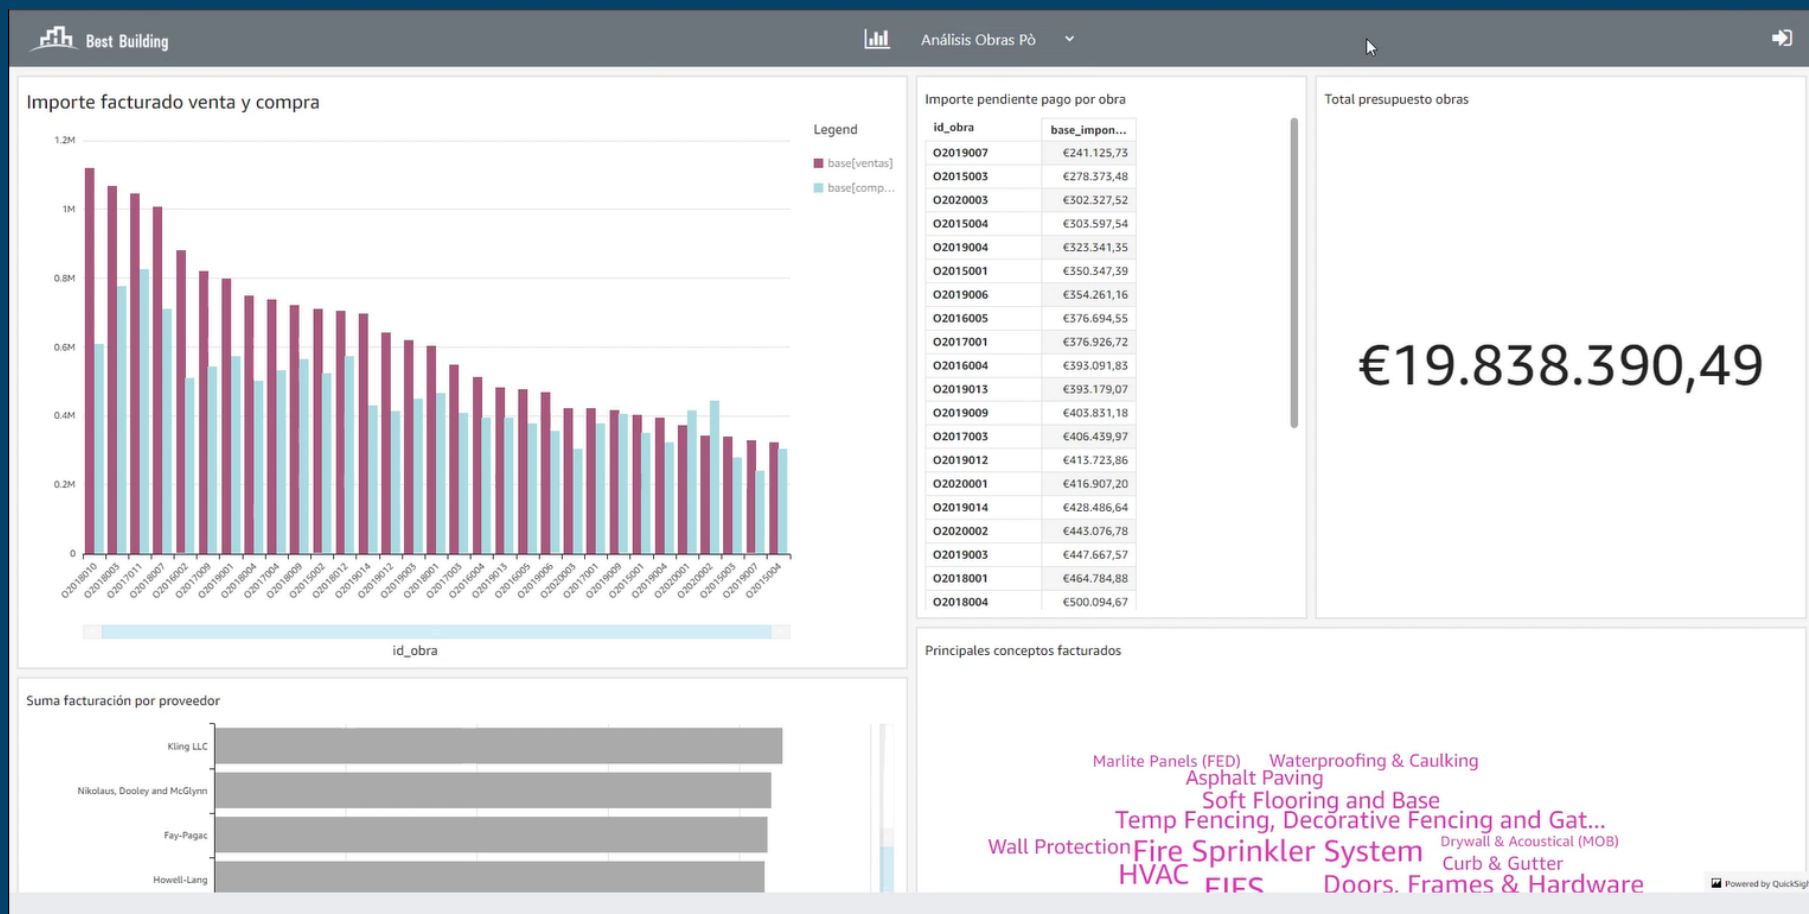 Best Building
Análisis Obras Pò
Importe facturado venta y compra
Legend
base[ventas]
base[comp...
1.2M
1M
0.8M
0.6M
0.4M
0.2M
0
O2018010
O2018003
O2017011
O2018007
O2016002
O2017009
O2019001
O2018004
O2017004
O2018009
O2015002
O2018012
O2019014
O2019012
O2019003
O2018001
O2017003
O2016004
O2019013
O2016005
O2019006
O2020003
O2017001
O2019009
O2015001
O2019004
O2020001
O2020002
O2015003
O2019007
O2015004
id_obra
Importe pendiente pago por obra
id_obra base_impon...
O2019007 €241.125,73
O2015003 €278.373,48
O2020003 €302.327,52
O2015004 €303.597,54
O2019004 €323.341,35
O2015001 €350.347,39
O2019006 €354.261,16
O2016005 €376.694,55
O2017001 €376.926,72
O2016004 €393.091,83
O2019013 €393.179,07
O2019009 €403.831,18
O2017003 €406.439,97
O2019012 €413.723,86
O2020001 €416.907,20
O2019014 €428.486,64
O2020002 €443.076,78
O2019003 €447.667,57
O2018001 €464.784,88
O2018004 €500.094,67
Total presupuesto obras
€19.838.390,49
Suma facturación por proveedor
Kling LLC
Nikolaus, Dooley and McGlynn
Fay-Pagac
Howell-Lang
Principales conceptos facturados
Marlite Panels (FED) Waterproofing & Caulking
Asphalt Paving
Soft Flooring and Base
Temp Fencing, Decorative Fencing and Gat...
Wall Protection Fire Sprinkler System Drywall & Acoustical (MOB)
Curb & Gutter
HVAC EIFS Doors, Frames & Hardware
Powered by QuickSigh